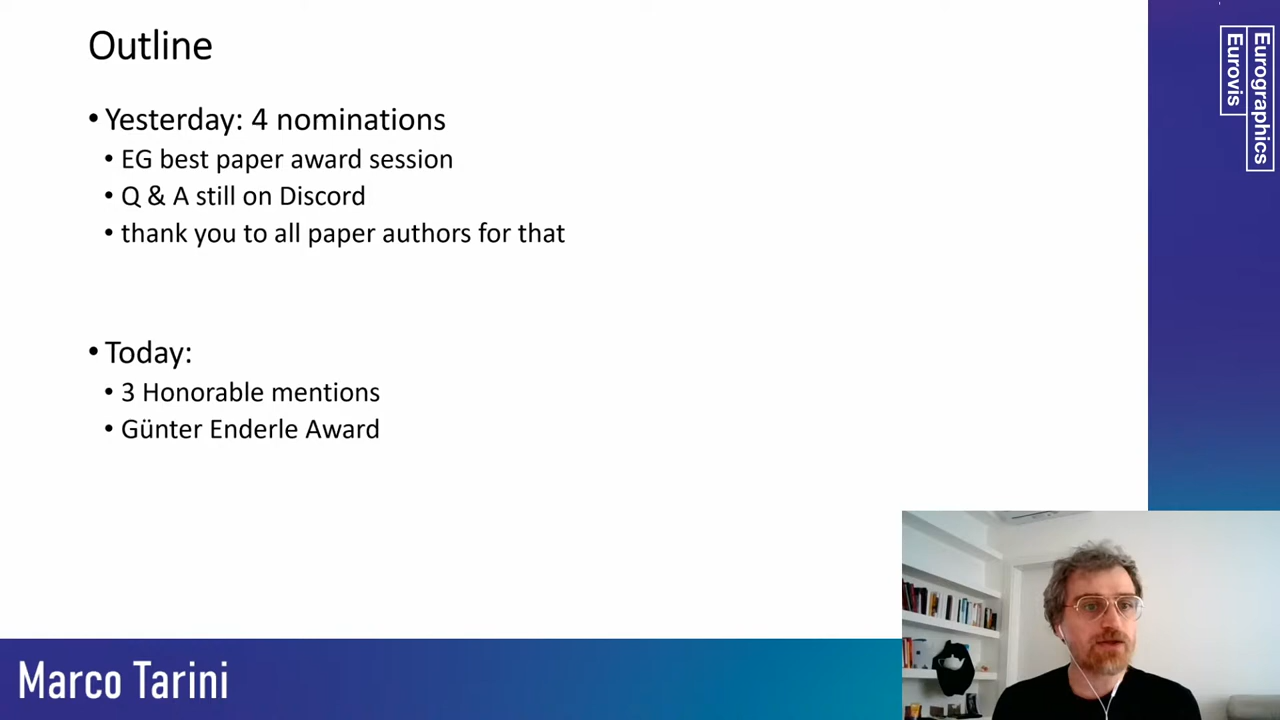 Outline
• Yesterday: 4 nominations
• EG best paper award session
• Q & A still on Discord
• thank you to all paper authors for that
• Today:
• 3 Honorable mentions
• Günter Enderle Award
Eurographics
Eurovis
Marco Tarini